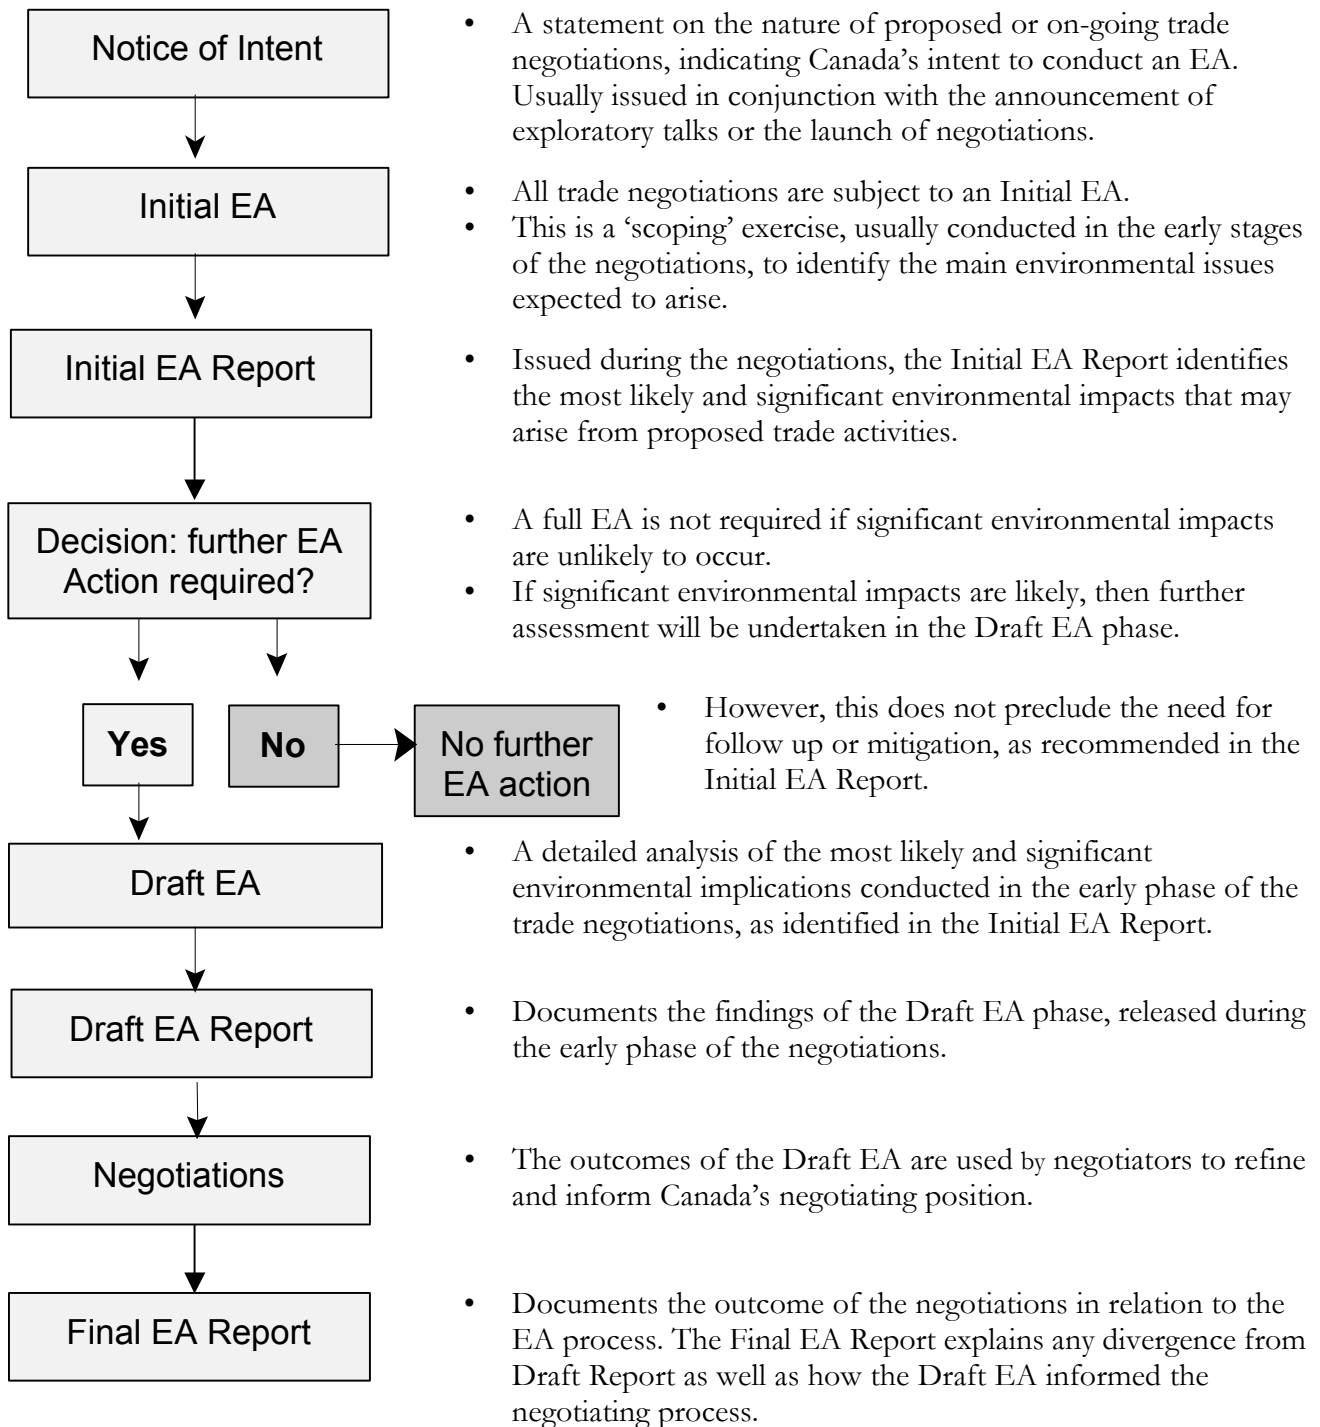 Notice of Intent
• A statement on the nature of proposed or on-going trade
negotiations, indicating Canada’s intent to conduct an EA.
Usually issued in conjunction with the announcement of
exploratory talks or the launch of negotiations.
Initial EA
• All trade negotiations are subject to an Initial EA.
• This is a ‘scoping’ exercise, usually conducted in the early stages
of the negotiations, to identify the main environmental issues
expected to arise.
Initial EA Report
• Issued during the negotiations, the Initial EA Report identifies
the most likely and significant environmental impacts that may
arise from proposed trade activities.
Decision: further EA
Action required?
• A full EA is not required if significant environmental impacts
are unlikely to occur.
• If significant environmental impacts are likely, then further
assessment will be undertaken in the Draft EA phase.
Yes
No
No further
EA action
• However, this does not preclude the need for
follow up or mitigation, as recommended in the
Initial EA Report.
Draft EA
• A detailed analysis of the most likely and significant
environmental implications conducted in the early phase of the
trade negotiations, as identified in the Initial EA Report.
Draft EA Report
• Documents the findings of the Draft EA phase, released during
the early phase of the negotiations.
Negotiations
• The outcomes of the Draft EA are used by negotiators to refine
and inform Canada’s negotiating position.
Final EA Report
• Documents the outcome of the negotiations in relation to the
EA process. The Final EA Report explains any divergence from
Draft Report as well as how the Draft EA informed the
negotiating process.